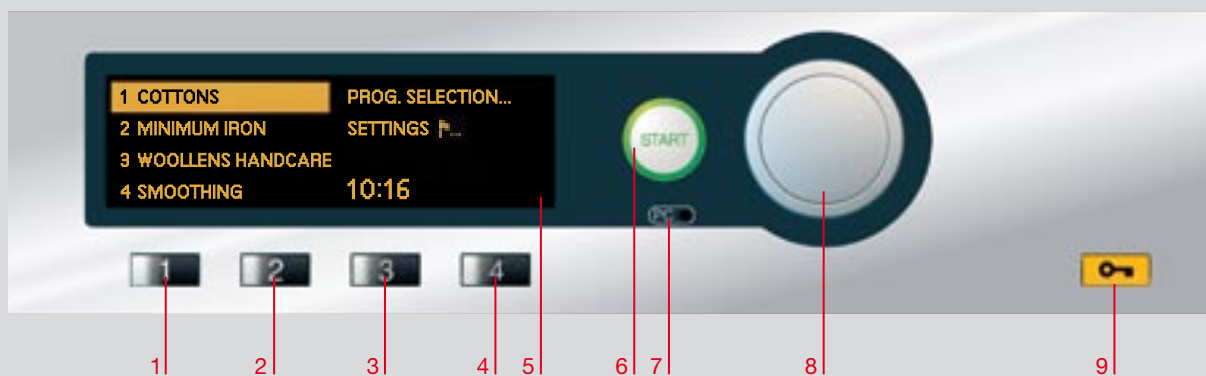 1 COTTONS PROG. SELECTION...
2 MINIMUM IRON SETTINGS ...
3 WOOLLENS HANDCARE
4 SMOOTHING 10:16
START
PC
1 2 3 4
1 2 3 4 5 6 7 8 9